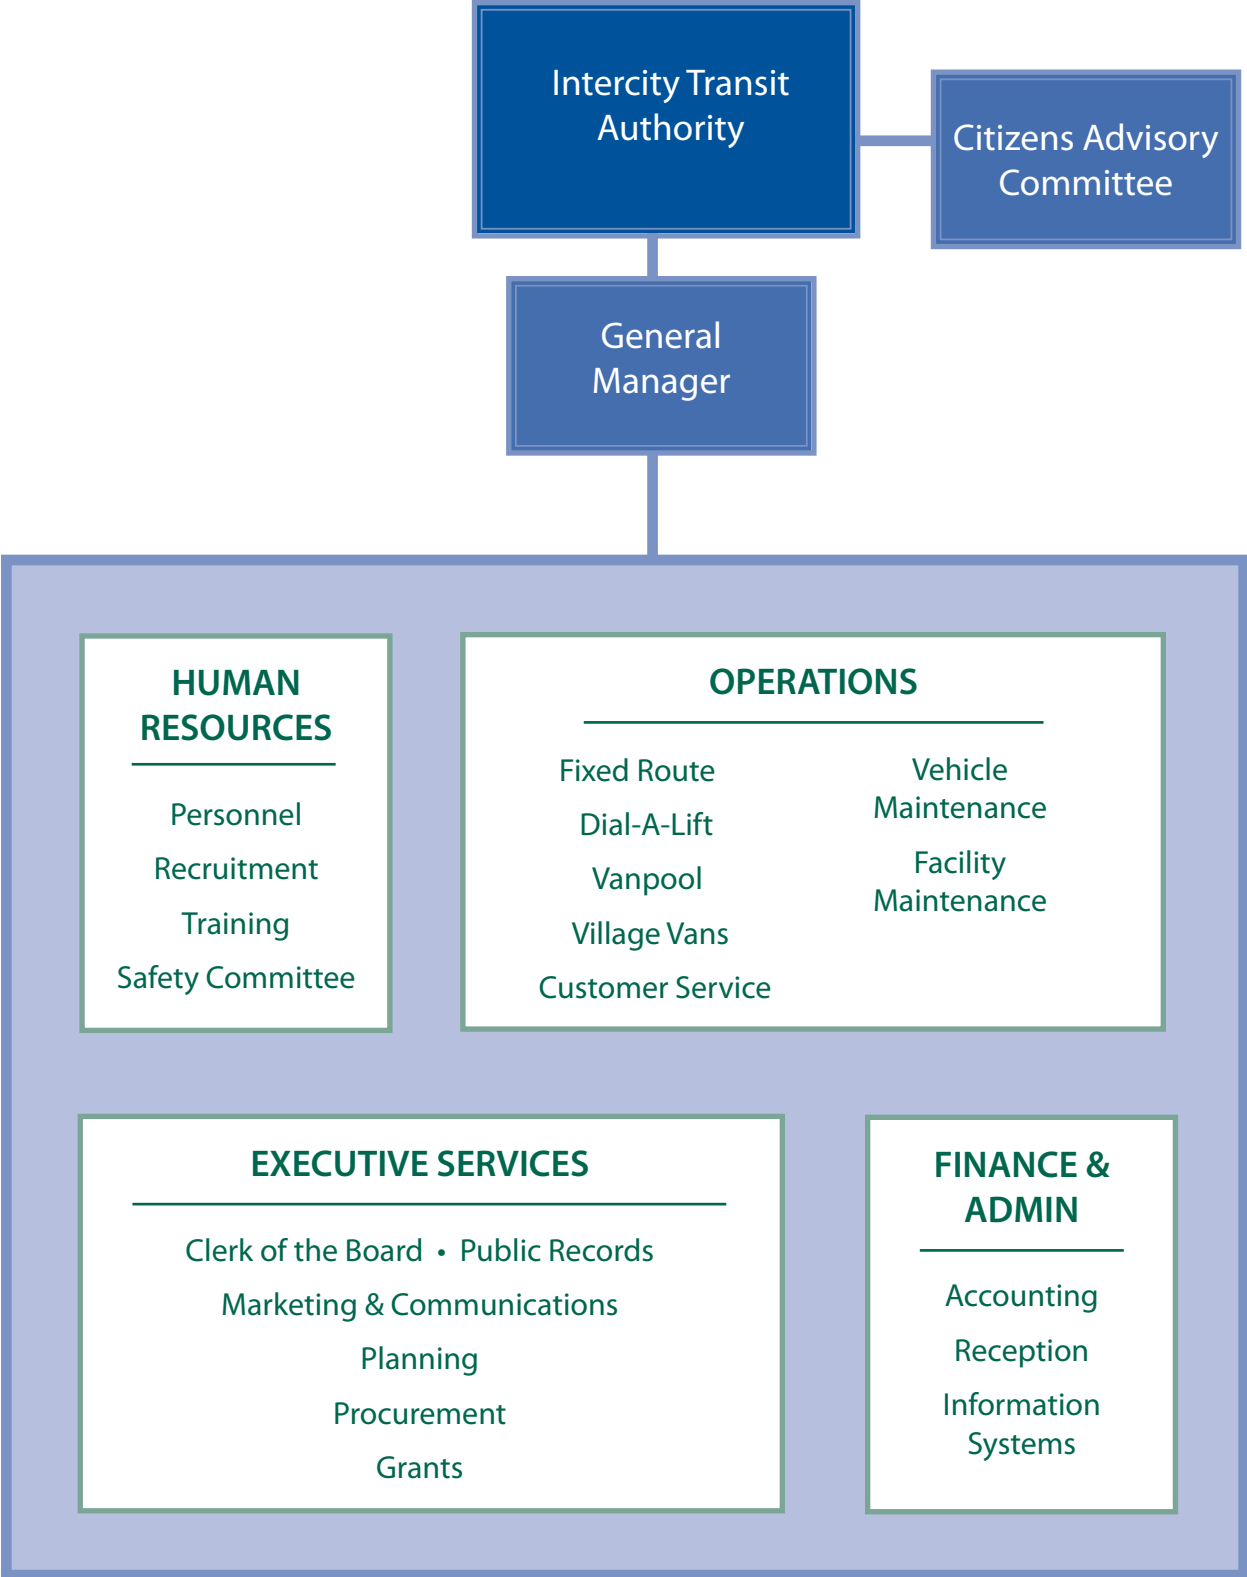 Intercity Transit
Authority
Citizens Advisory
Committee
General
Manager
HUMAN
RESOURCES
Personnel
Recruitment
Training
Safety Committee
OPERATIONS
Fixed Route
Dial-A-Lift
Vanpool
Village Vans
Customer Service
Vehicle
Maintenance
Facility
Maintenance
EXECUTIVE SERVICES
Clerk of the Board • Public Records
Marketing & Communications
Planning
Procurement
Grants
FINANCE &
ADMIN
Accounting
Reception
Information
Systems